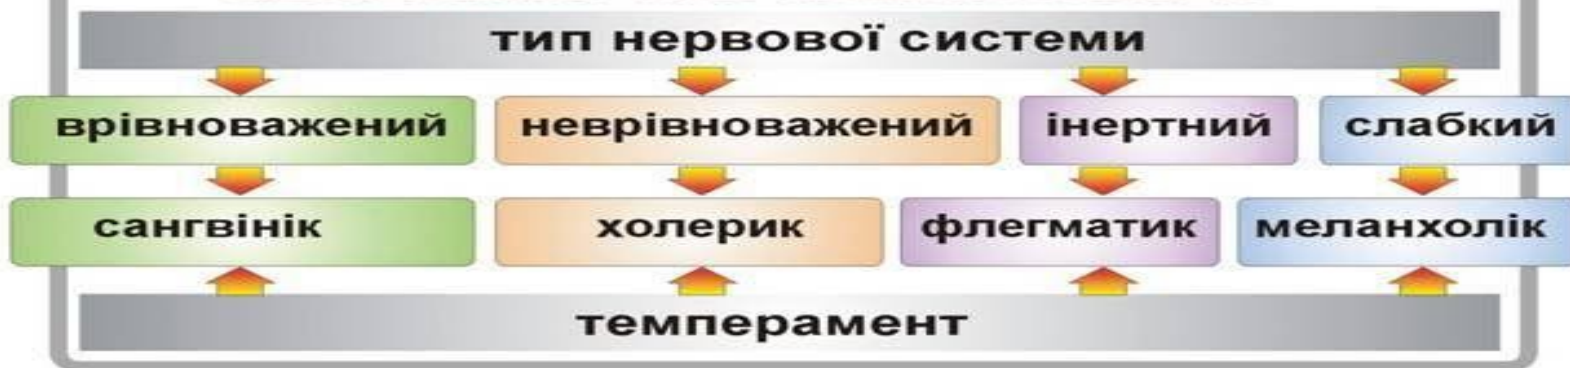 тип нервової системи
врівноважений неврівноважений інертний слабкий
сангвінік холерик флегматик меланхолік
темперамент